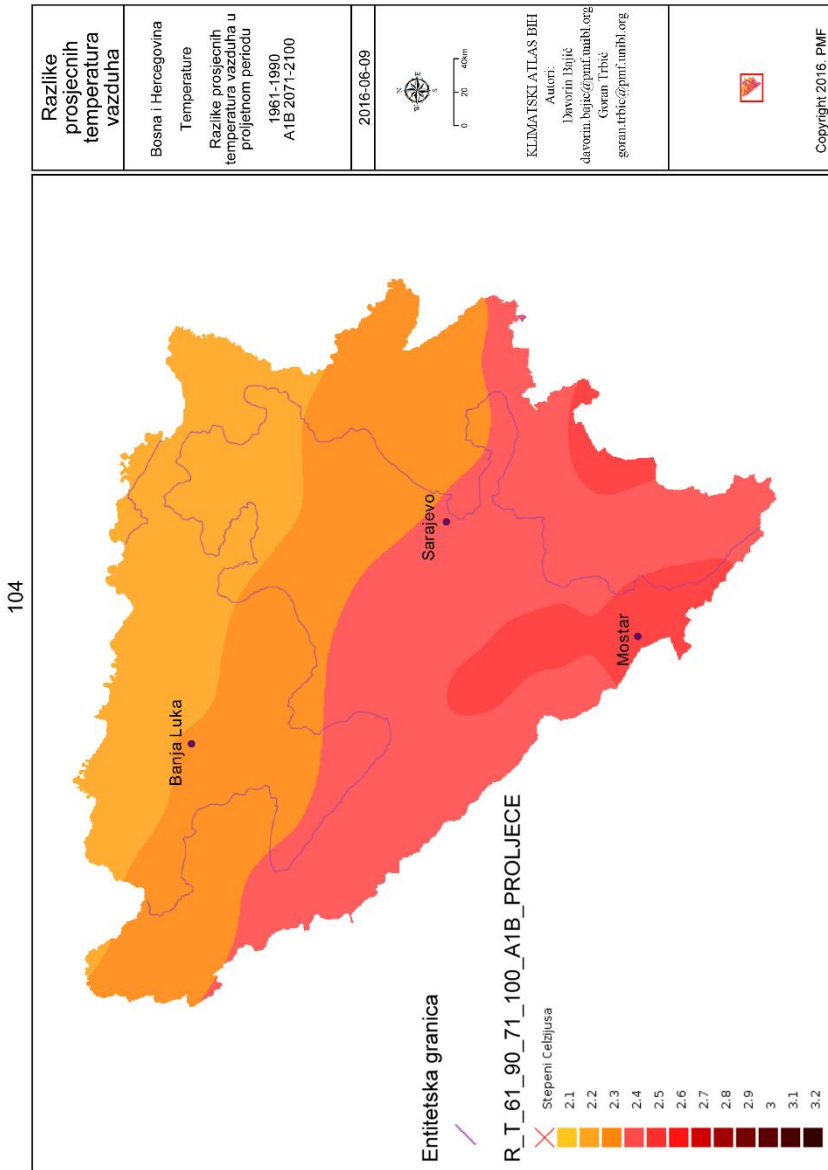 104
Razlike
prosjecnih
temperatura
vazduha
Bosna i Hercegovina
Temperature
Razlike prosjecnih
temperatura vazduha u
proljetnom periodu
1961-1990
A1B 2071-2100
2016-06-09
N
W
E
S
0 20 40km
KLIMATSKI ATLAS BIH
Autori:
Davorin Bajić
davorin.bajic@pmf.unibl.org
Goran Trbić
goran.trbic@pmf.unibl.org
Copyright 2016. PMF
Banja Luka
Sarajevo
Mostar
Entitetska granica
R_T_61_90_71_100_A1B_PROLJECE
Stepeni Celzijusa
2.1
2.2
2.3
2.4
2.5
2.6
2.7
2.8
2.9
3
3.1
3.2